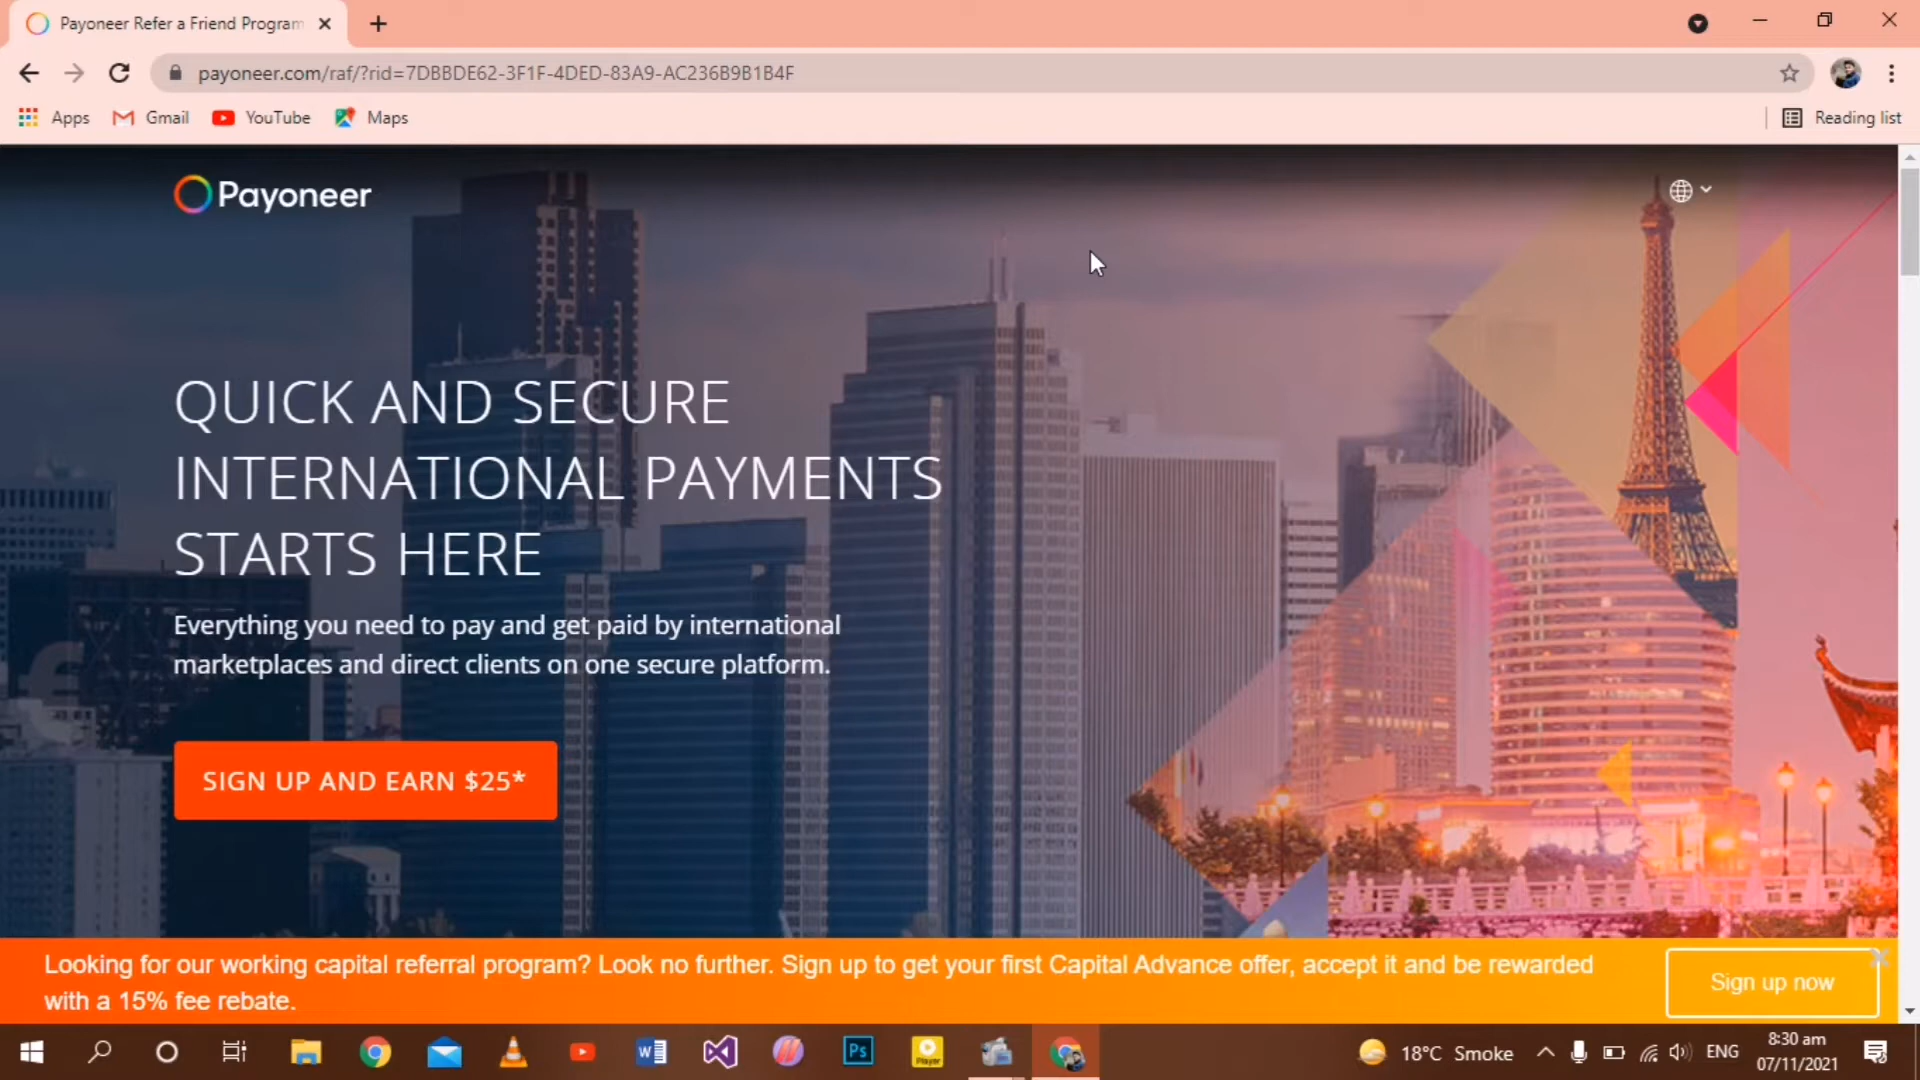 Payoneer Refer a Friend Program
payoneer.com/raf/?rid=7DBBDE62-3F1F-4DED-83A9-AC236B9B1B4F
Apps Gmail YouTube Maps Reading list
Payoneer
QUICK AND SECURE
INTERNATIONAL PAYMENTS
STARTS HERE
Everything you need to pay and get paid by international
marketplaces and direct clients on one secure platform.
SIGN UP AND EARN $25*
Looking for our working capital referral program? Look no further. Sign up to get your first Capital Advance offer, accept it and be rewarded
with a 15% fee rebate.
Sign up now
Ps
Player
18°C Smoke
ENG
8:30 am
07/11/2021